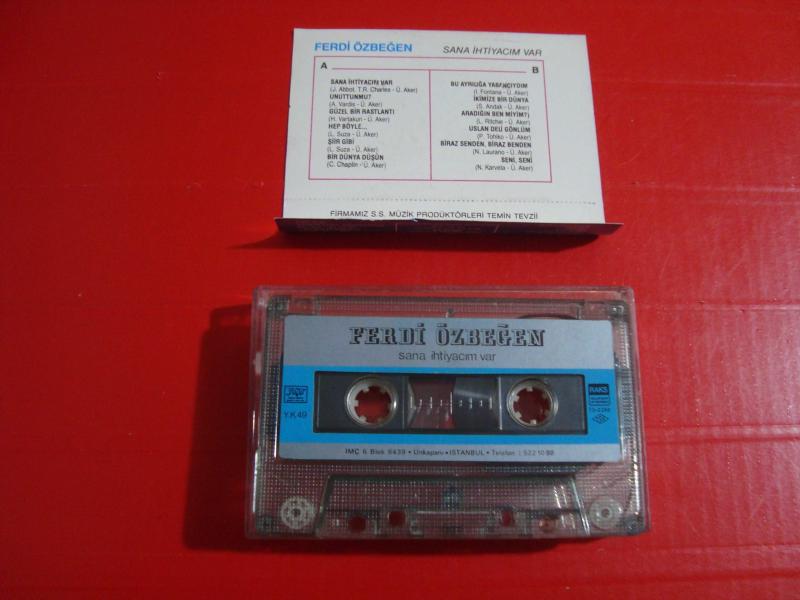 FERDİ ÖZBEĞEN
SANA İHTİYACIM VAR
A
B
SANA İHTİYACIM VAR
(J. Abbot, T.R. Charles - Ü. Aker)
UNUTTUNMU?
(A. Vardis - Ü. Aker)
GÜZEL BİR RASTLANTI
(H. Vartakuri - Ü. Aker)
HEP BÖYLE...
(L. Suza - Ü. Aker)
ŞİİR GİBİ
(L. Suza - Ü. Aker)
BİR DÜNYA DÜŞÜN
(C. Chaplin - Ü. Aker)
BU AYRILIĞA YABANCIYDIM
(I. Fontana - Ü. Aker)
İKİMİZE BİR DÜNYA
(S. Andak - Ü. Aker)
ARADIĞIN BEN MİYİM?)
(L. Ritchie - Ü. Aker)
USLAN DELİ GÖNLÜM
(P. Tohiko - Ü. Aker)
BİRAZ SENDEN, BİRAZ BENDEN
(N. Laurano - Ü. Aker)
SENİ, SENİ
(N. Karvela - Ü. Aker)
FİRMAMIZ S.S. MÜZİK PRODÜKTÖRLERİ TEMİN TEVZİİ
FERDİ ÖZBEĞEN
sana ihtiyacım var
Y.K49
RAKS
İMÇ 6. Blok 6439 • Unkapanı • İSTANBUL • Telefon : 522 10 98